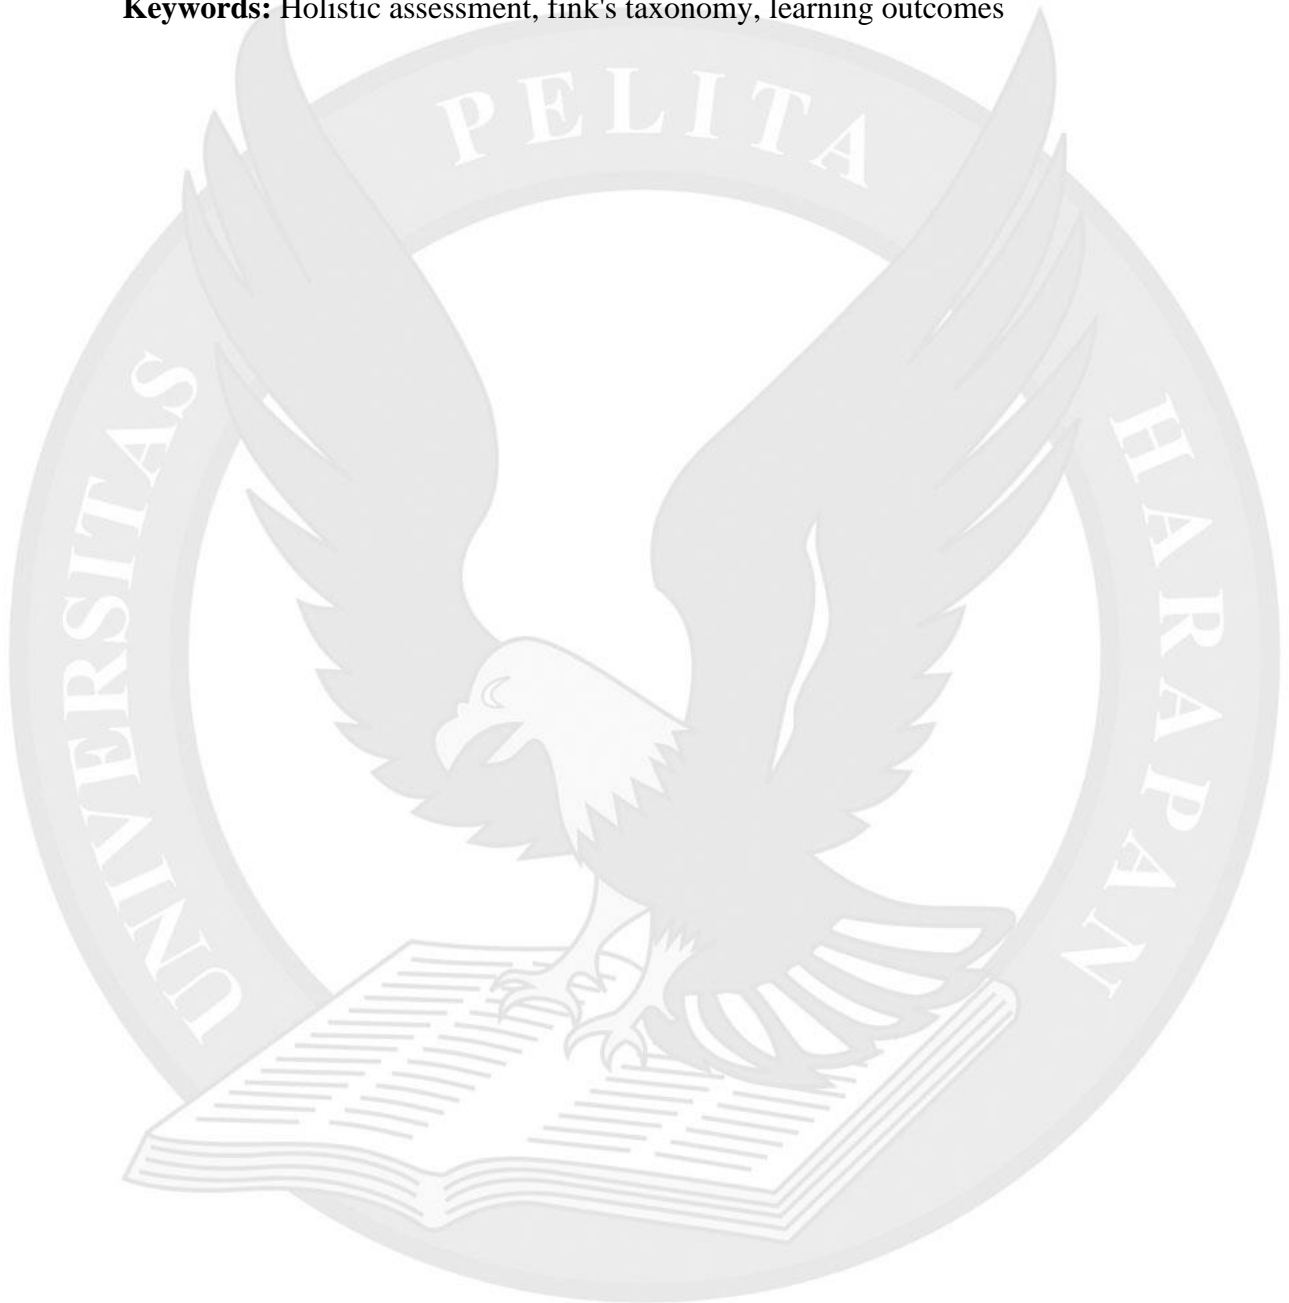 Keywords: Holistic assessment, fink's taxonomy, learning outcomes
UNIVERSITAS PELITA HARAPAN